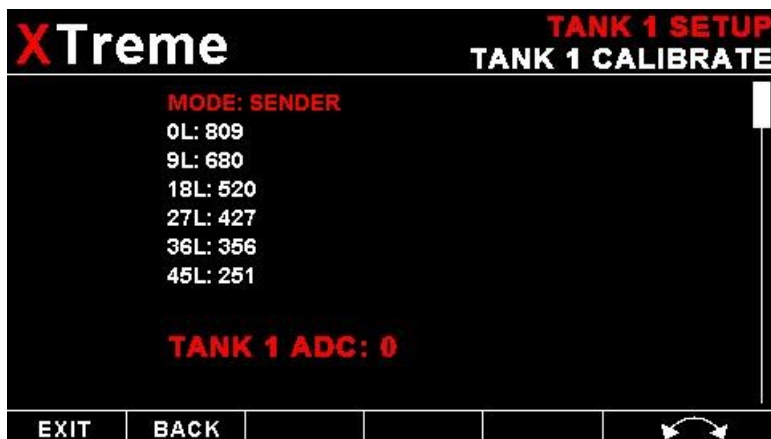 XTreme
TANK 1 SETUP
TANK 1 CALIBRATE
MODE: SENDER
0L: 809
9L: 680
18L: 520
27L: 427
36L: 356
45L: 251
TANK 1 ADC: 0
EXIT BACK